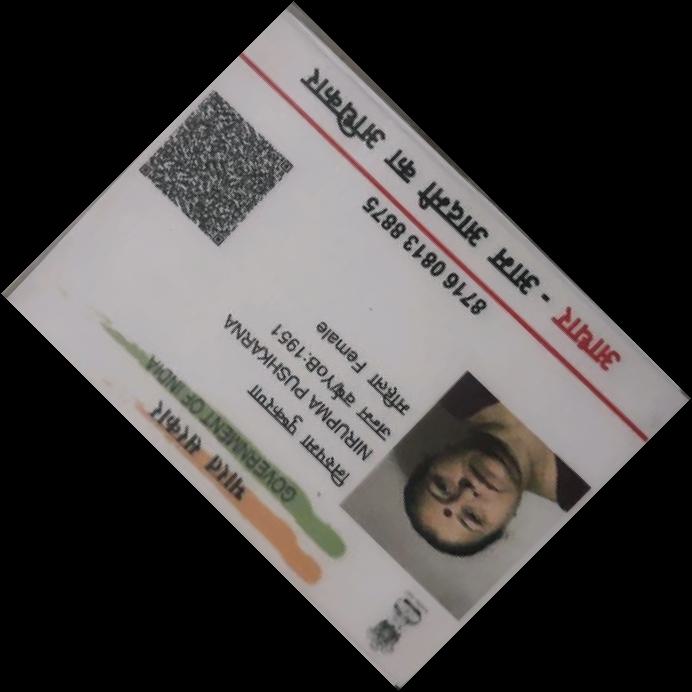 भारत सरकार
GOVERNMENT OF INDIA
निरुपमा पुष्करणा
NIRUPMA PUSHKARNA
जन्म वर्ष/YoB:1951
महिला Female
8716 0813 8875
आधार - आम आदमी का अधिकार